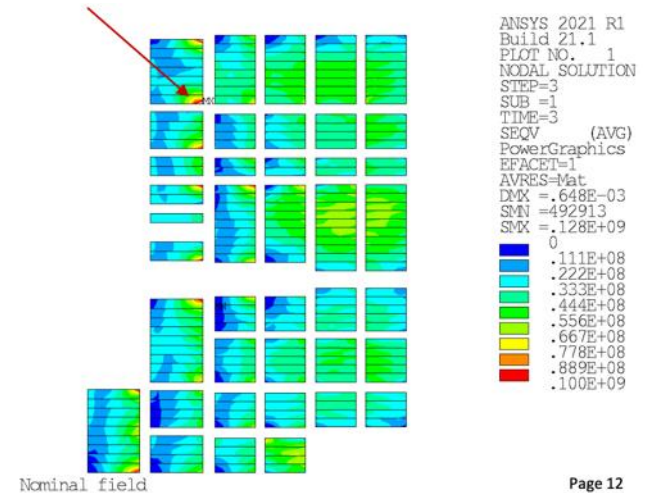 ANSYS 2021 R1
Build 21.1
PLOT NO. 1
NODAL SOLUTION
STEP=3
SUB =1
TIME=3
SEQV (AVG)
PowerGraphics
EFACET=1
AVRES=Mat
DMX =.648E-03
SMN =492913
SMX =.128E+09
0
.111E+08
.222E+08
.333E+08
.444E+08
.556E+08
.667E+08
.778E+08
.889E+08
.100E+09
MX
Nominal field
Page 12